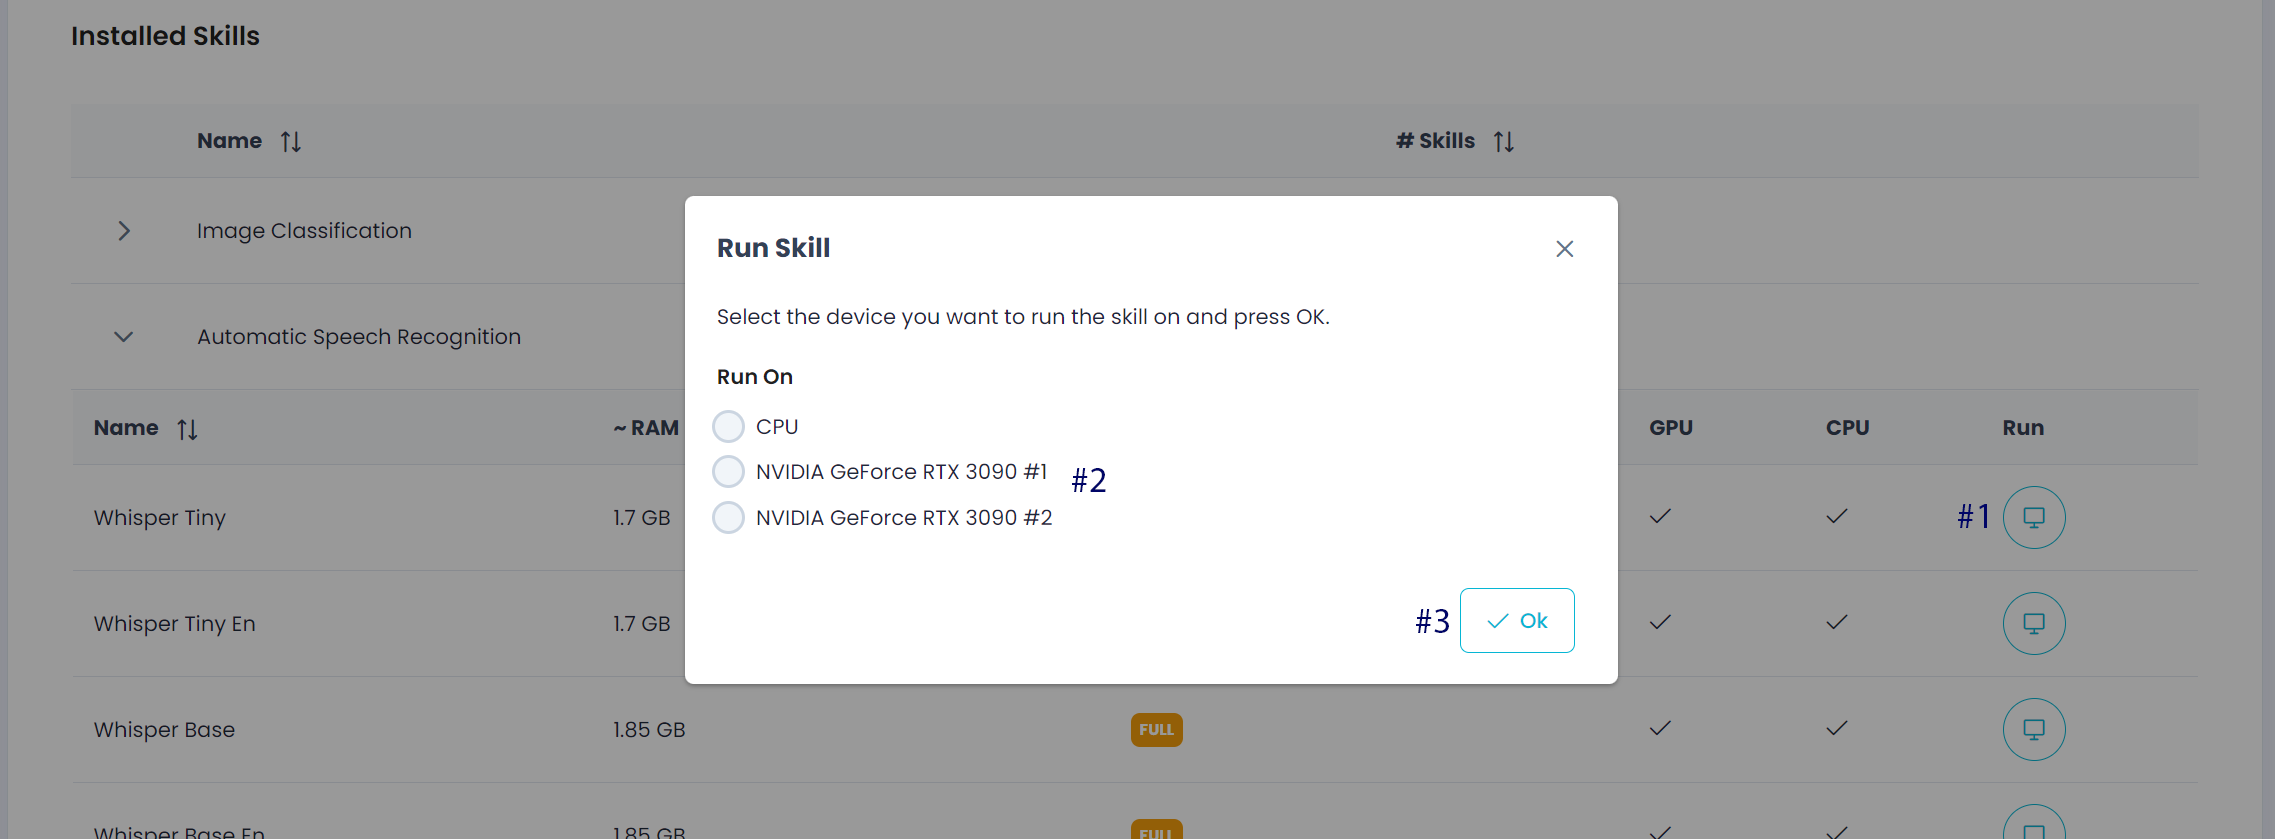 Installed Skills
Name # Skills
Image Classification
Automatic Speech Recognition
Run Skill
Select the device you want to run the skill on and press OK.
Run On
CPU
NVIDIA GeForce RTX 3090 #1
#2
NVIDIA GeForce RTX 3090 #2
#3 Ok
Name ~ RAM GPU CPU Run
Whisper Tiny 1.7 GB #1
Whisper Tiny En 1.7 GB
Whisper Base 1.85 GB FULL
Whisper Base En 1.85 GB FULL